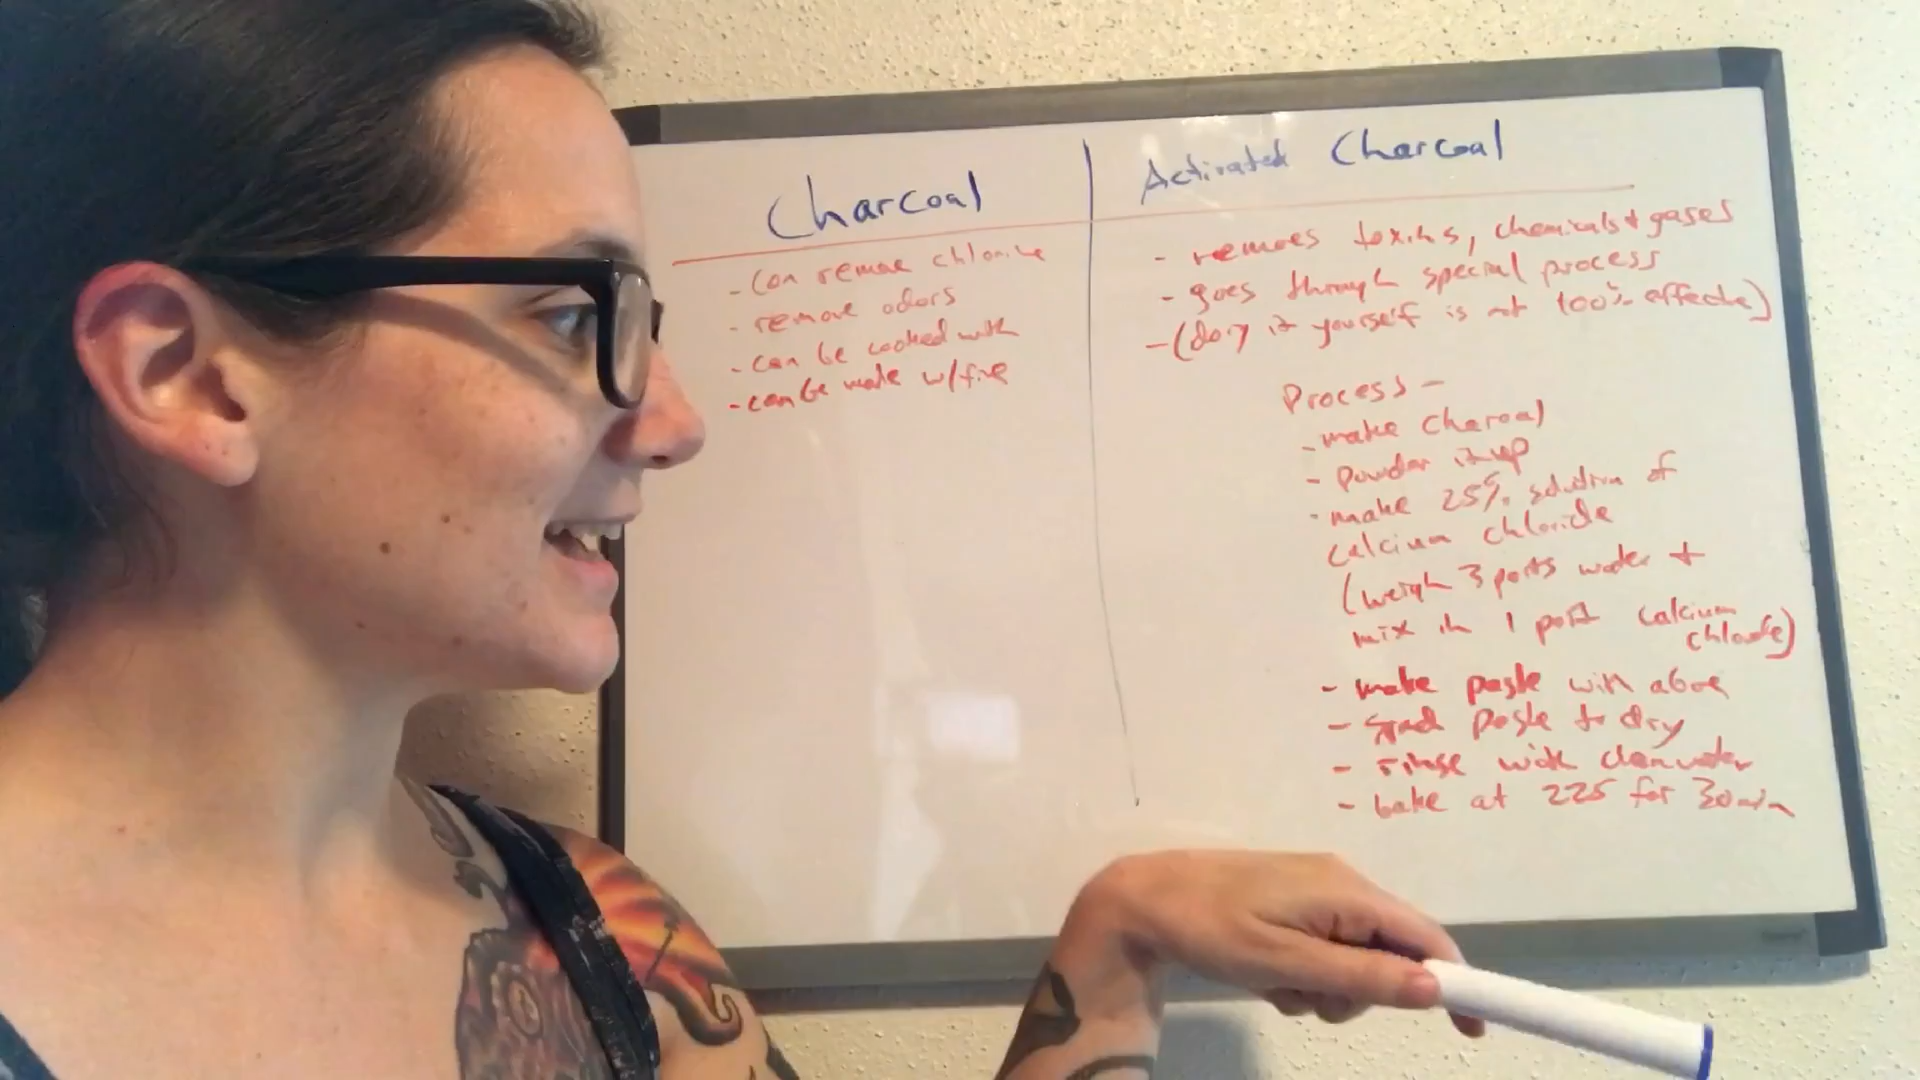 Charcoal
- can remove chlorine
- remove odors
- can be cooked with
- can be made w/fire
Activated Charcoal
- removes toxins, chemicals + gases
- goes through special process
- (doing it yourself is not 100% effective)
Process -
- make charcoal
- Powder it up
- make 25% solution of
calcium chloride
(weigh 3 parts water +
mix in 1 part calcium
chloride)
- make paste with above
- spread paste to dry
- rinse with clean water
- bake at 225 for 30 min